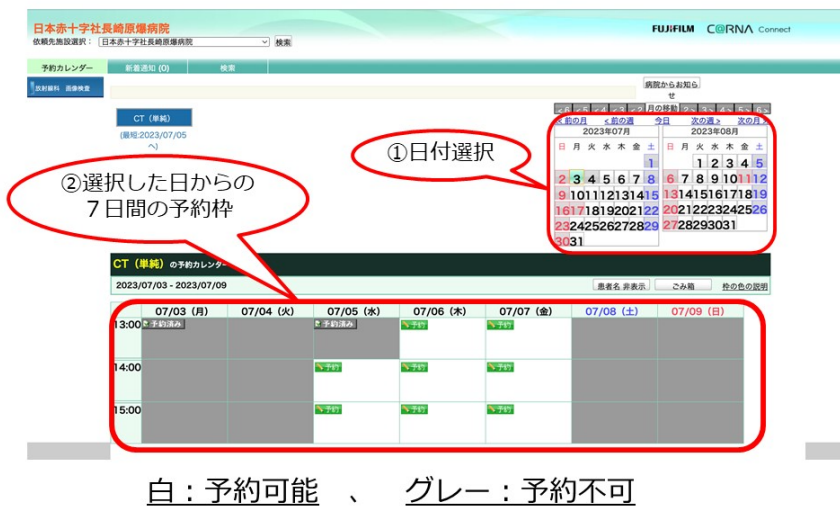 日本赤十字社長崎原爆病院
FUJIFILM C@RNA Connect
依頼先施設選択： 日本赤十字社長崎原爆病院 検索
予約カレンダー 新着通知 (0) 検索
放射線科 画像検査
病院からお知らせ
CT（単純）
(最短:2023/07/05へ)
<6 <5 <4 <3 <2 月の移動 2> 3> 4> 5> 6>
< 前の月 < 前の週 今日 次の週 > 次の月 >
2023年07月 2023年08月
日 月 火 水 木 金 土 日 月 火 水 木 金 土
1 1 2 3 4 5
2 3 4 5 6 7 8 6 7 8 9 10 11 12
9 10 11 12 13 14 15 13 14 15 16 17 18 19
16 17 18 19 20 21 22 20 21 22 23 24 25 26
23 24 25 26 27 28 29 27 28 29 30 31
30 31
①日付選択
②選択した日からの
７日間の予約枠
CT（単純）の予約カレンダー
2023/07/03 - 2023/07/09 患者名 非表示 ごみ箱 枠の色の説明
07/03（月） 07/04（火） 07/05（水） 07/06（木） 07/07（金） 07/08（土） 07/09（日）
13:00 予約済み 予約済み 予約 予約
14:00 予約 予約 予約
15:00 予約 予約 予約
白：予約可能 、 グレー：予約不可